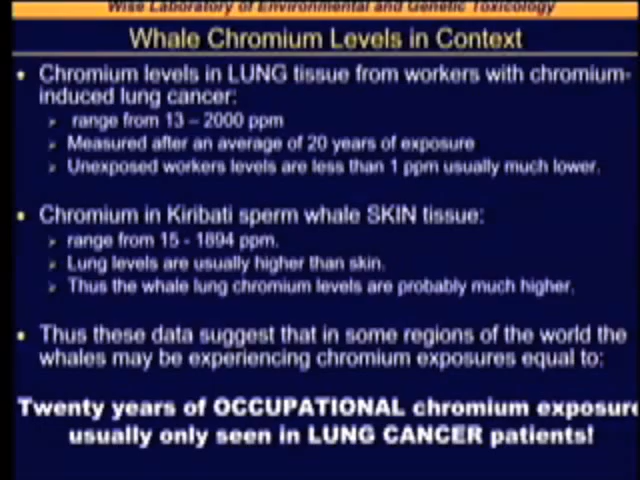 Wise Laboratory of Environmental and Genetic Toxicology
Whale Chromium Levels in Context
• Chromium levels in LUNG tissue from workers with chromium-
induced lung cancer:
➢ range from 13 – 2000 ppm
➢ Measured after an average of 20 years of exposure
➢ Unexposed workers levels are less than 1 ppm usually much lower.
• Chromium in Kiribati sperm whale SKIN tissue:
➢ range from 15 - 1894 ppm.
➢ Lung levels are usually higher than skin.
➢ Thus the whale lung chromium levels are probably much higher.
• Thus these data suggest that in some regions of the world the
whales may be experiencing chromium exposures equal to:
Twenty years of OCCUPATIONAL chromium exposure
usually only seen in LUNG CANCER patients!